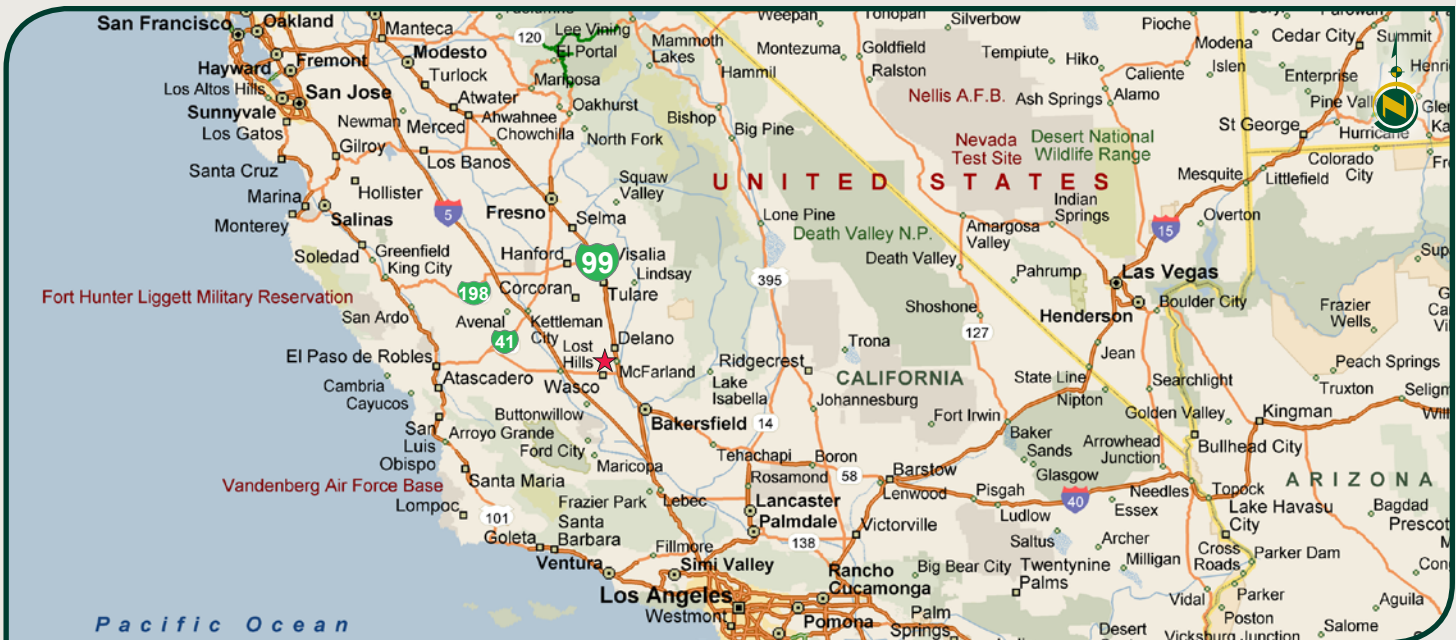 San Francisco
Oakland
Manteca
120
Lee Vining
El Portal
Mammoth
Lakes
Weepah
Tonopah
Silverbow
Pioche
Parowan
Cedar City
Summit
Hayward
Fremont
Modesto
Turlock
Mariposa
Hammil
Montezuma
Goldfield
Ralston
Tempiute
Hiko
Caliente
Modena
Islen
Enterprise
Henri
Los Altos Hills
San Jose
Atwater
Oakhurst
Nellis A.F.B.
Ash Springs
Alamo
Pine Vall
N
Glen
Sunnyvale
Los Gatos
Newman
Merced
Ahwahnee
Chowchilla
North Fork
Bishop
Big Pine
Nevada
Test Site
Desert National
Wildlife Range
St George
Hurricane
Ka
Gilroy
Los Banos
Santa Cruz
Squaw
Valley
UNITED STATES
Mesquite
Littlefield
Colorado
City
Fr
Marina
Hollister
Monterey
Salinas
5
Fresno
Selma
Lone Pine
Death Valley N.P.
Indian
Springs
Amargosa
Valley
15
Overton
Soledad
Greenfield
King City
Hanford
99
Visalia
Lindsay
Death Valley
Pahrump
Las Vegas
Sup
Fort Hunter Liggett Military Reservation
198
Corcoran
Tulare
395
Boulder City
San Ardo
Avenal
Kettleman
City
Shoshone
Henderson
Frazier
Wells
G
Ca
Vi
41
Lost
Hills
Delano
127
El Paso de Robles
McFarland
Ridgecrest
Trona
Jean
Peach Springs
Atascadero
Wasco
Lake
Isabella
CALIFORNIA
State Line
Searchlight
Truxton
Seligm
Cambria
Cayucos
Johannesburg
Nipton
Buttonwillow
Bakersfield
14
Fort Irwin
Golden Valley
Kingman
Wil
San
Luis
Obispo
Arroyo Grande
Ford City
Baker
Sands
Arrowhead
Junction
Bullhead City
Maricopa
Tehachapi
Boron
Glasgow
Vandenberg Air Force Base
Santa Maria
Rosamond
58
Barstow
Lenwood
Pisgah
40
Needles
Topock
ARIZONA
Lompoc
Frazier Park
Lebec
Lancaster
Ludlow
Essex
Lake Havasu
City
Bagdad
101
Santa
Barbara
Palmdale
Victorville
Prescot
Goleta
138
Saltus
Archer
Cross
Roads
Parker Dam
M
Ventura
Fillmore
Simi Valley
Rancho
Cucamonga
Big Bear City
Twentynine
Palms
Milligan
Con
Los Angeles
Westmont
Palm
Springs
Vidal
Parker
Aguila
Pacific Ocean
Pomona
Desert
Poston
Vicksburg Junction
Salome